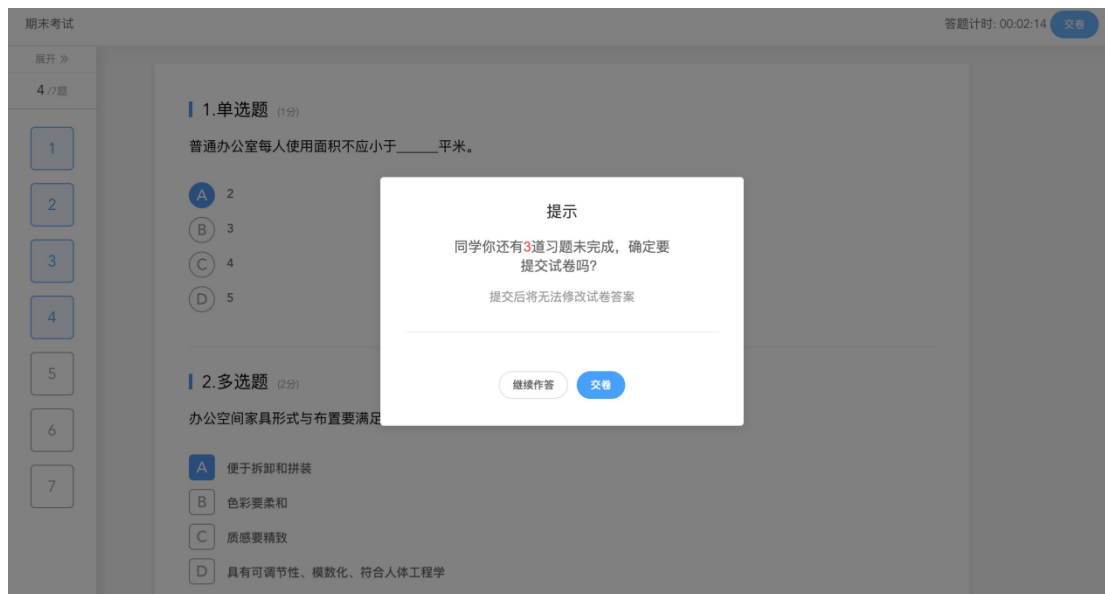 期末考试
答题计时: 00:02:14 交卷
展开 »
4 /7题
1
2
3
4
5
6
7
1.单选题 (1分)
普通办公室每人使用面积不应小于_____平米。
A 2
B 3
C 4
D 5
2.多选题 (2分)
办公空间家具形式与布置要满足
A 便于拆卸和拼装
B 色彩要柔和
C 质感要精致
D 具有可调节性、模数化、符合人体工程学
提示
同学你还有3道习题未完成，确定要
提交试卷吗?
提交后将无法修改试卷答案
继续作答 交卷